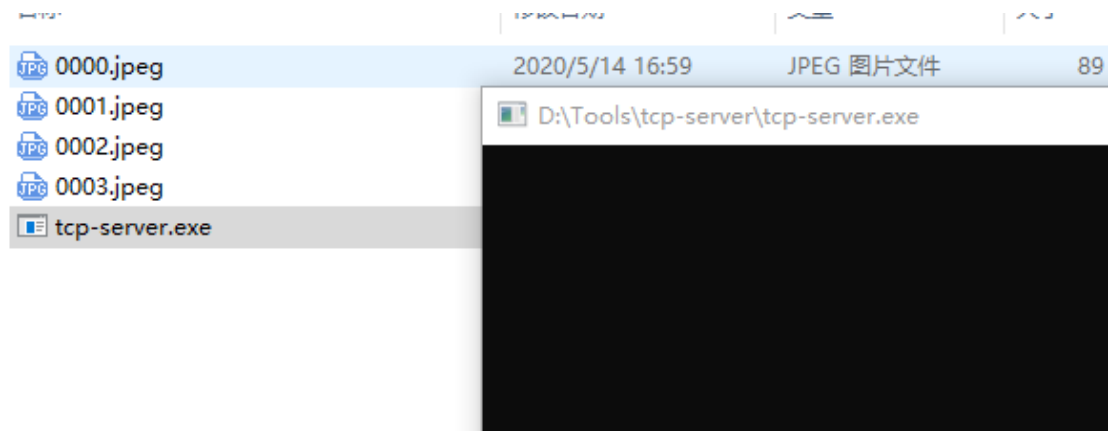 0000.jpeg 2020/5/14 16:59 JPEG 图片文件 89
D:\Tools\tcp-server\tcp-server.exe
0001.jpeg
0002.jpeg
0003.jpeg
tcp-server.exe